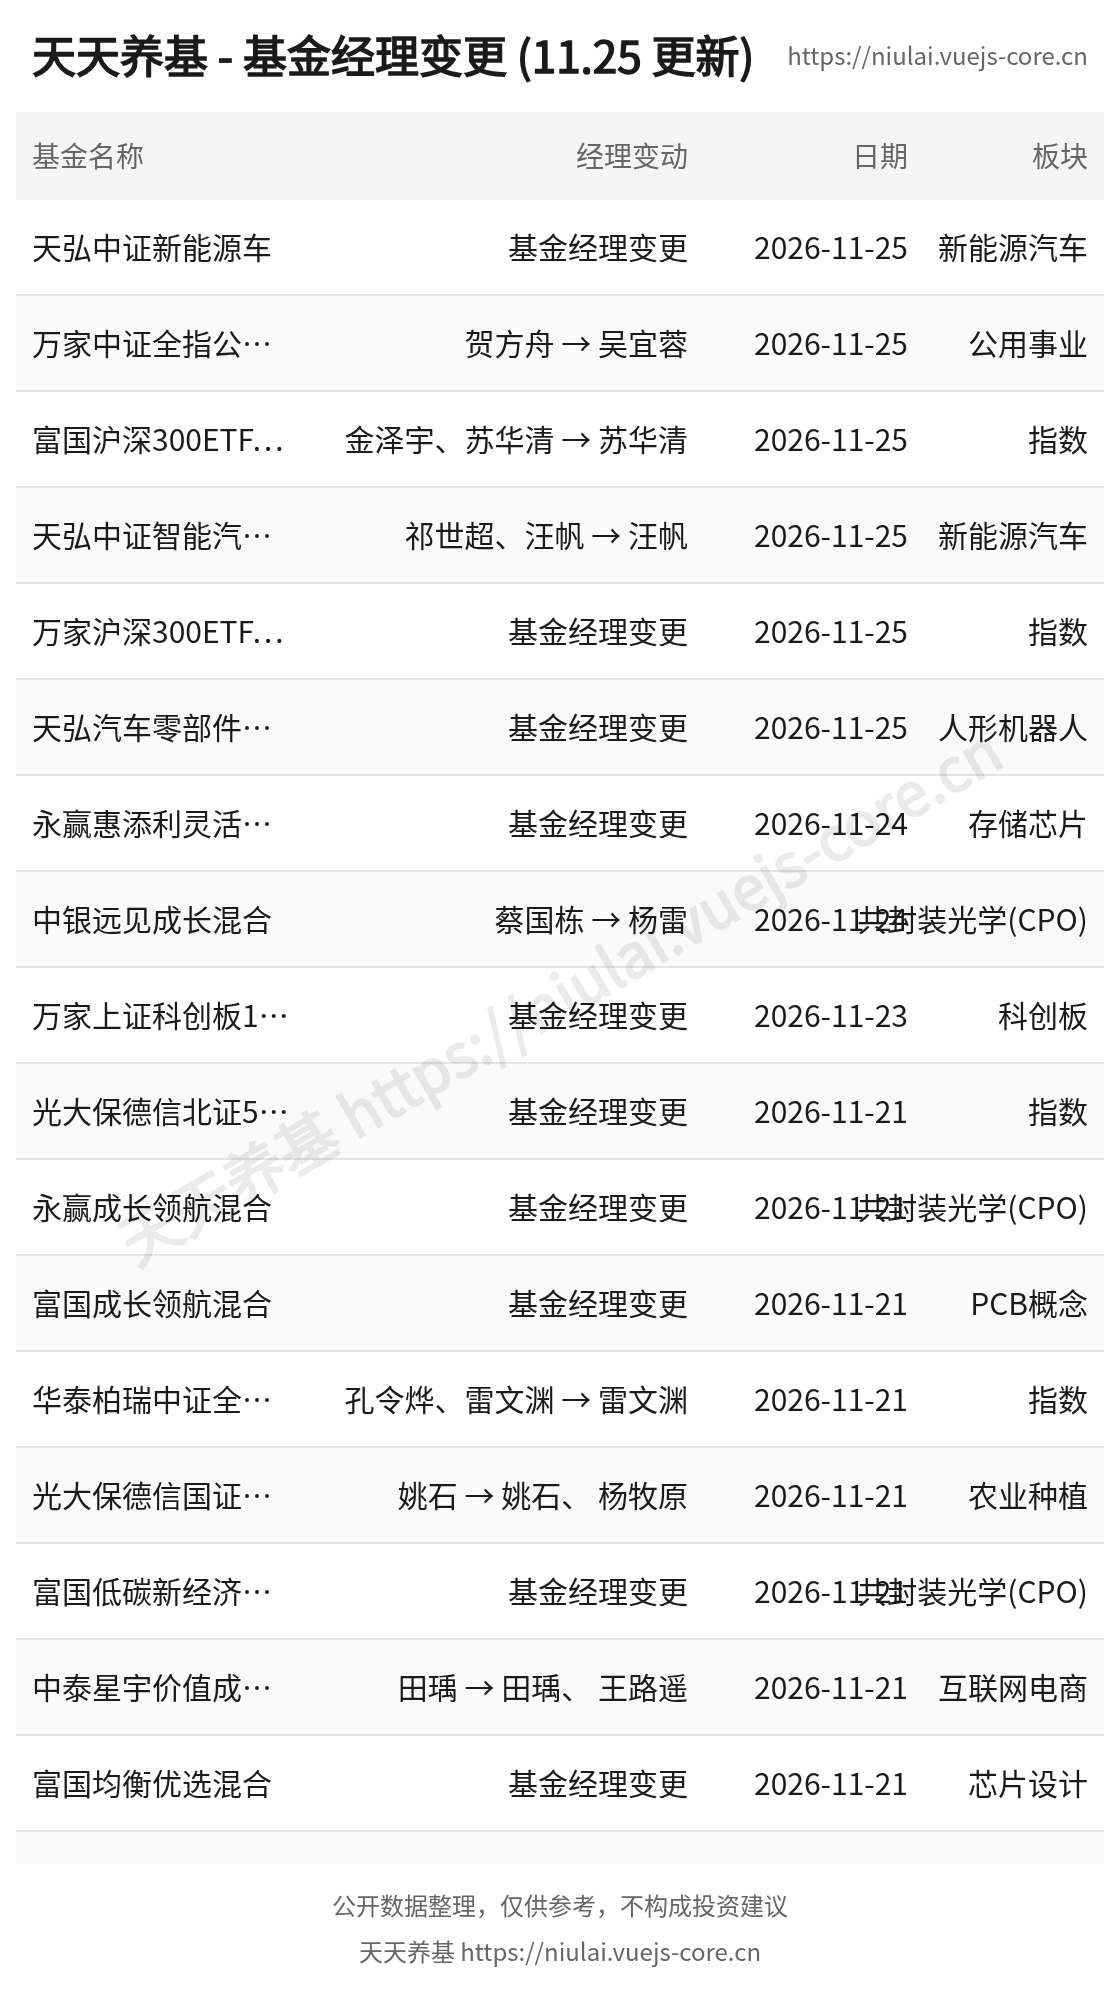 天天养基 - 基金经理变更 (11.25 更新) https://niulai.vuejs-core.cn
基金名称 经理变动 日期 板块
天弘中证新能源车 基金经理变更 2026-11-25 新能源汽车
万家中证全指公… 贺方舟 → 吴宜蓉 2026-11-25 公用事业
富国沪深300ETF… 金泽宇、苏华清 → 苏华清 2026-11-25 指数
天弘中证智能汽… 祁世超、汪帆 → 汪帆 2026-11-25 新能源汽车
万家沪深300ETF… 基金经理变更 2026-11-25 指数
天弘汽车零部件… 基金经理变更 2026-11-25 人形机器人
永赢惠添利灵活… 基金经理变更 2026-11-24 存储芯片
中银远见成长混合 蔡国栋 → 杨雷 2026-11-24 共封装光学(CPO)
万家上证科创板1… 基金经理变更 2026-11-23 科创板
光大保德信北证5… 基金经理变更 2026-11-21 指数
永赢成长领航混合 基金经理变更 2026-11-21 共封装光学(CPO)
富国成长领航混合 基金经理变更 2026-11-21 PCB概念
华泰柏瑞中证全… 孔令烨、雷文渊 → 雷文渊 2026-11-21 指数
光大保德信国证… 姚石 → 姚石、 杨牧原 2026-11-21 农业种植
富国低碳新经济… 基金经理变更 2026-11-21 共封装光学(CPO)
中泰星宇价值成… 田瑀 → 田瑀、 王路遥 2026-11-21 互联网电商
富国均衡优选混合 基金经理变更 2026-11-21 芯片设计
天天养基 https://niulai.vuejs-core.cn
公开数据整理，仅供参考，不构成投资建议
天天养基 https://niulai.vuejs-core.cn